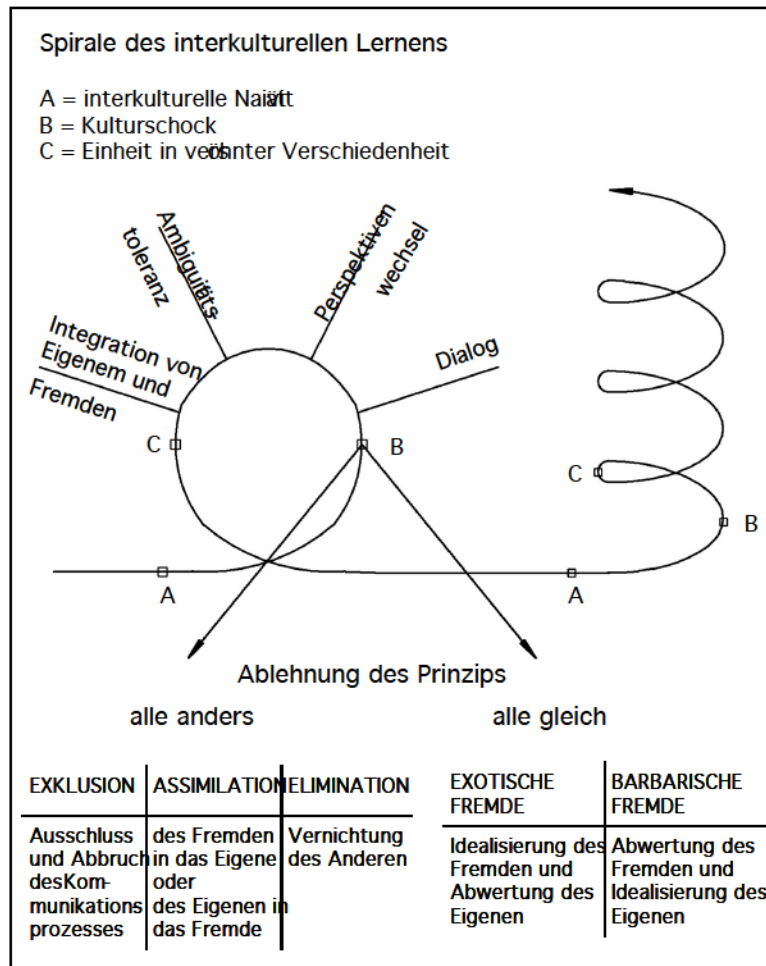 Spirale des interkulturellen Lernens
A = interkulturelle Naivität
B = Kulturschock
C = Einheit in versöhnter Verschiedenheit
Ambiguitäts
toleranz
Perspektiven
wechsel
Integration von
Eigenem und
Fremden
Dialog
C
B
A
C
B
A
Ablehnung des Prinzips
alle anders
alle gleich
EXKLUSION
Ausschluss
und Abbruch
desKom-
munikations
prozesses
ASSIMILATION
des Fremden
in das Eigene
oder
des Eigenen in
das Fremde
ELIMINATION
Vernichtung
des Anderen
EXOTISCHE
FREMDE
Idealisierung des
Fremden und
Abwertung des
Eigenen
BARBARISCHE
FREMDE
Abwertung des
Fremden und
Idealisierung des
Eigenen